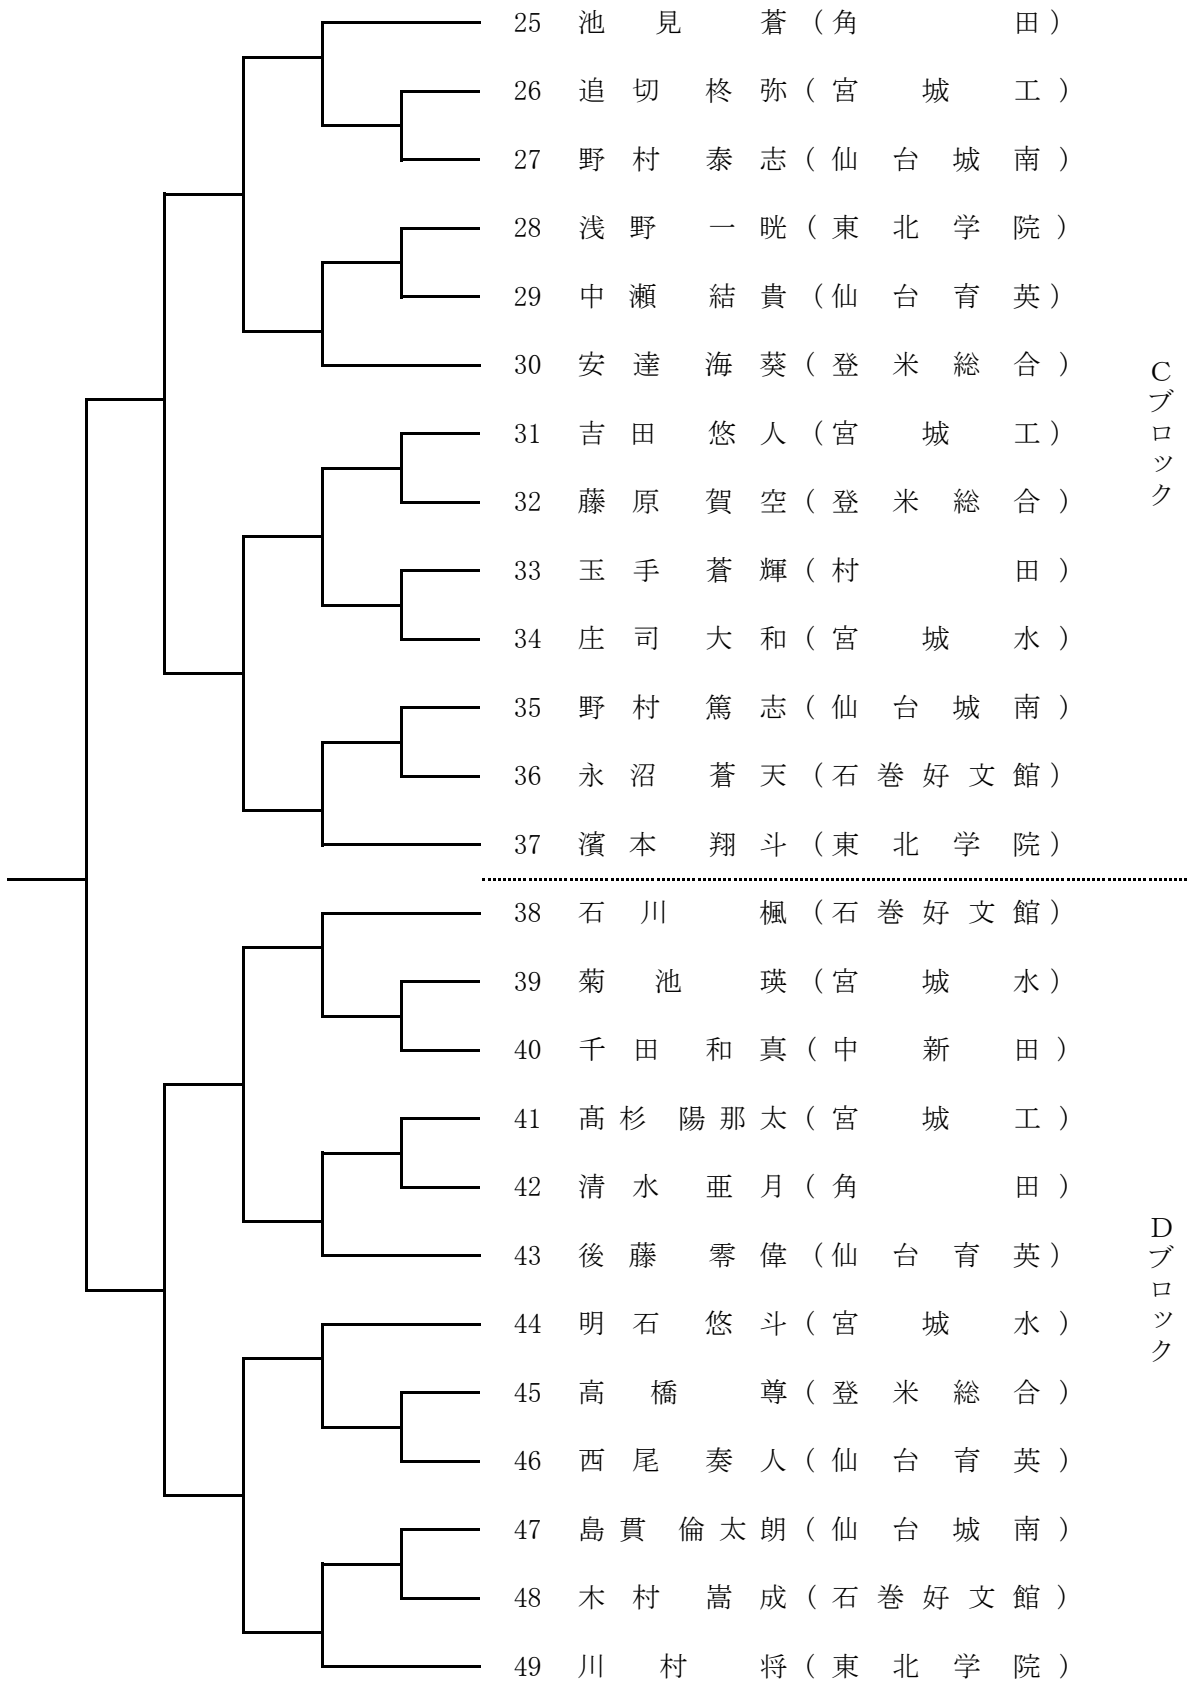 25 池見 蒼 (角田)
26 追切 柊弥 (宮城工)
27 野村 泰志 (仙台城南)
28 浅野 一晄 (東北学院)
29 中瀬 結貴 (仙台育英)
30 安達 海葵 (登米総合)
31 吉田 悠人 (宮城工)
32 藤原 賀空 (登米総合)
33 玉手 蒼輝 (村田)
34 庄司 大和 (宮城水)
35 野村 篤志 (仙台城南)
36 永沼 蒼天 (石巻好文館)
37 濱本 翔斗 (東北学院)
Cブロック
38 石川 楓 (石巻好文館)
39 菊池 瑛 (宮城水)
40 千田 和真 (中新田)
41 髙杉 陽那太 (宮城工)
42 清水 亜月 (角田)
43 後藤 零偉 (仙台育英)
44 明石 悠斗 (宮城水)
45 高橋 尊 (登米総合)
46 西尾 奏人 (仙台育英)
47 島貫 倫太朗 (仙台城南)
48 木村 嵩成 (石巻好文館)
49 川村 将 (東北学院)
Dブロック